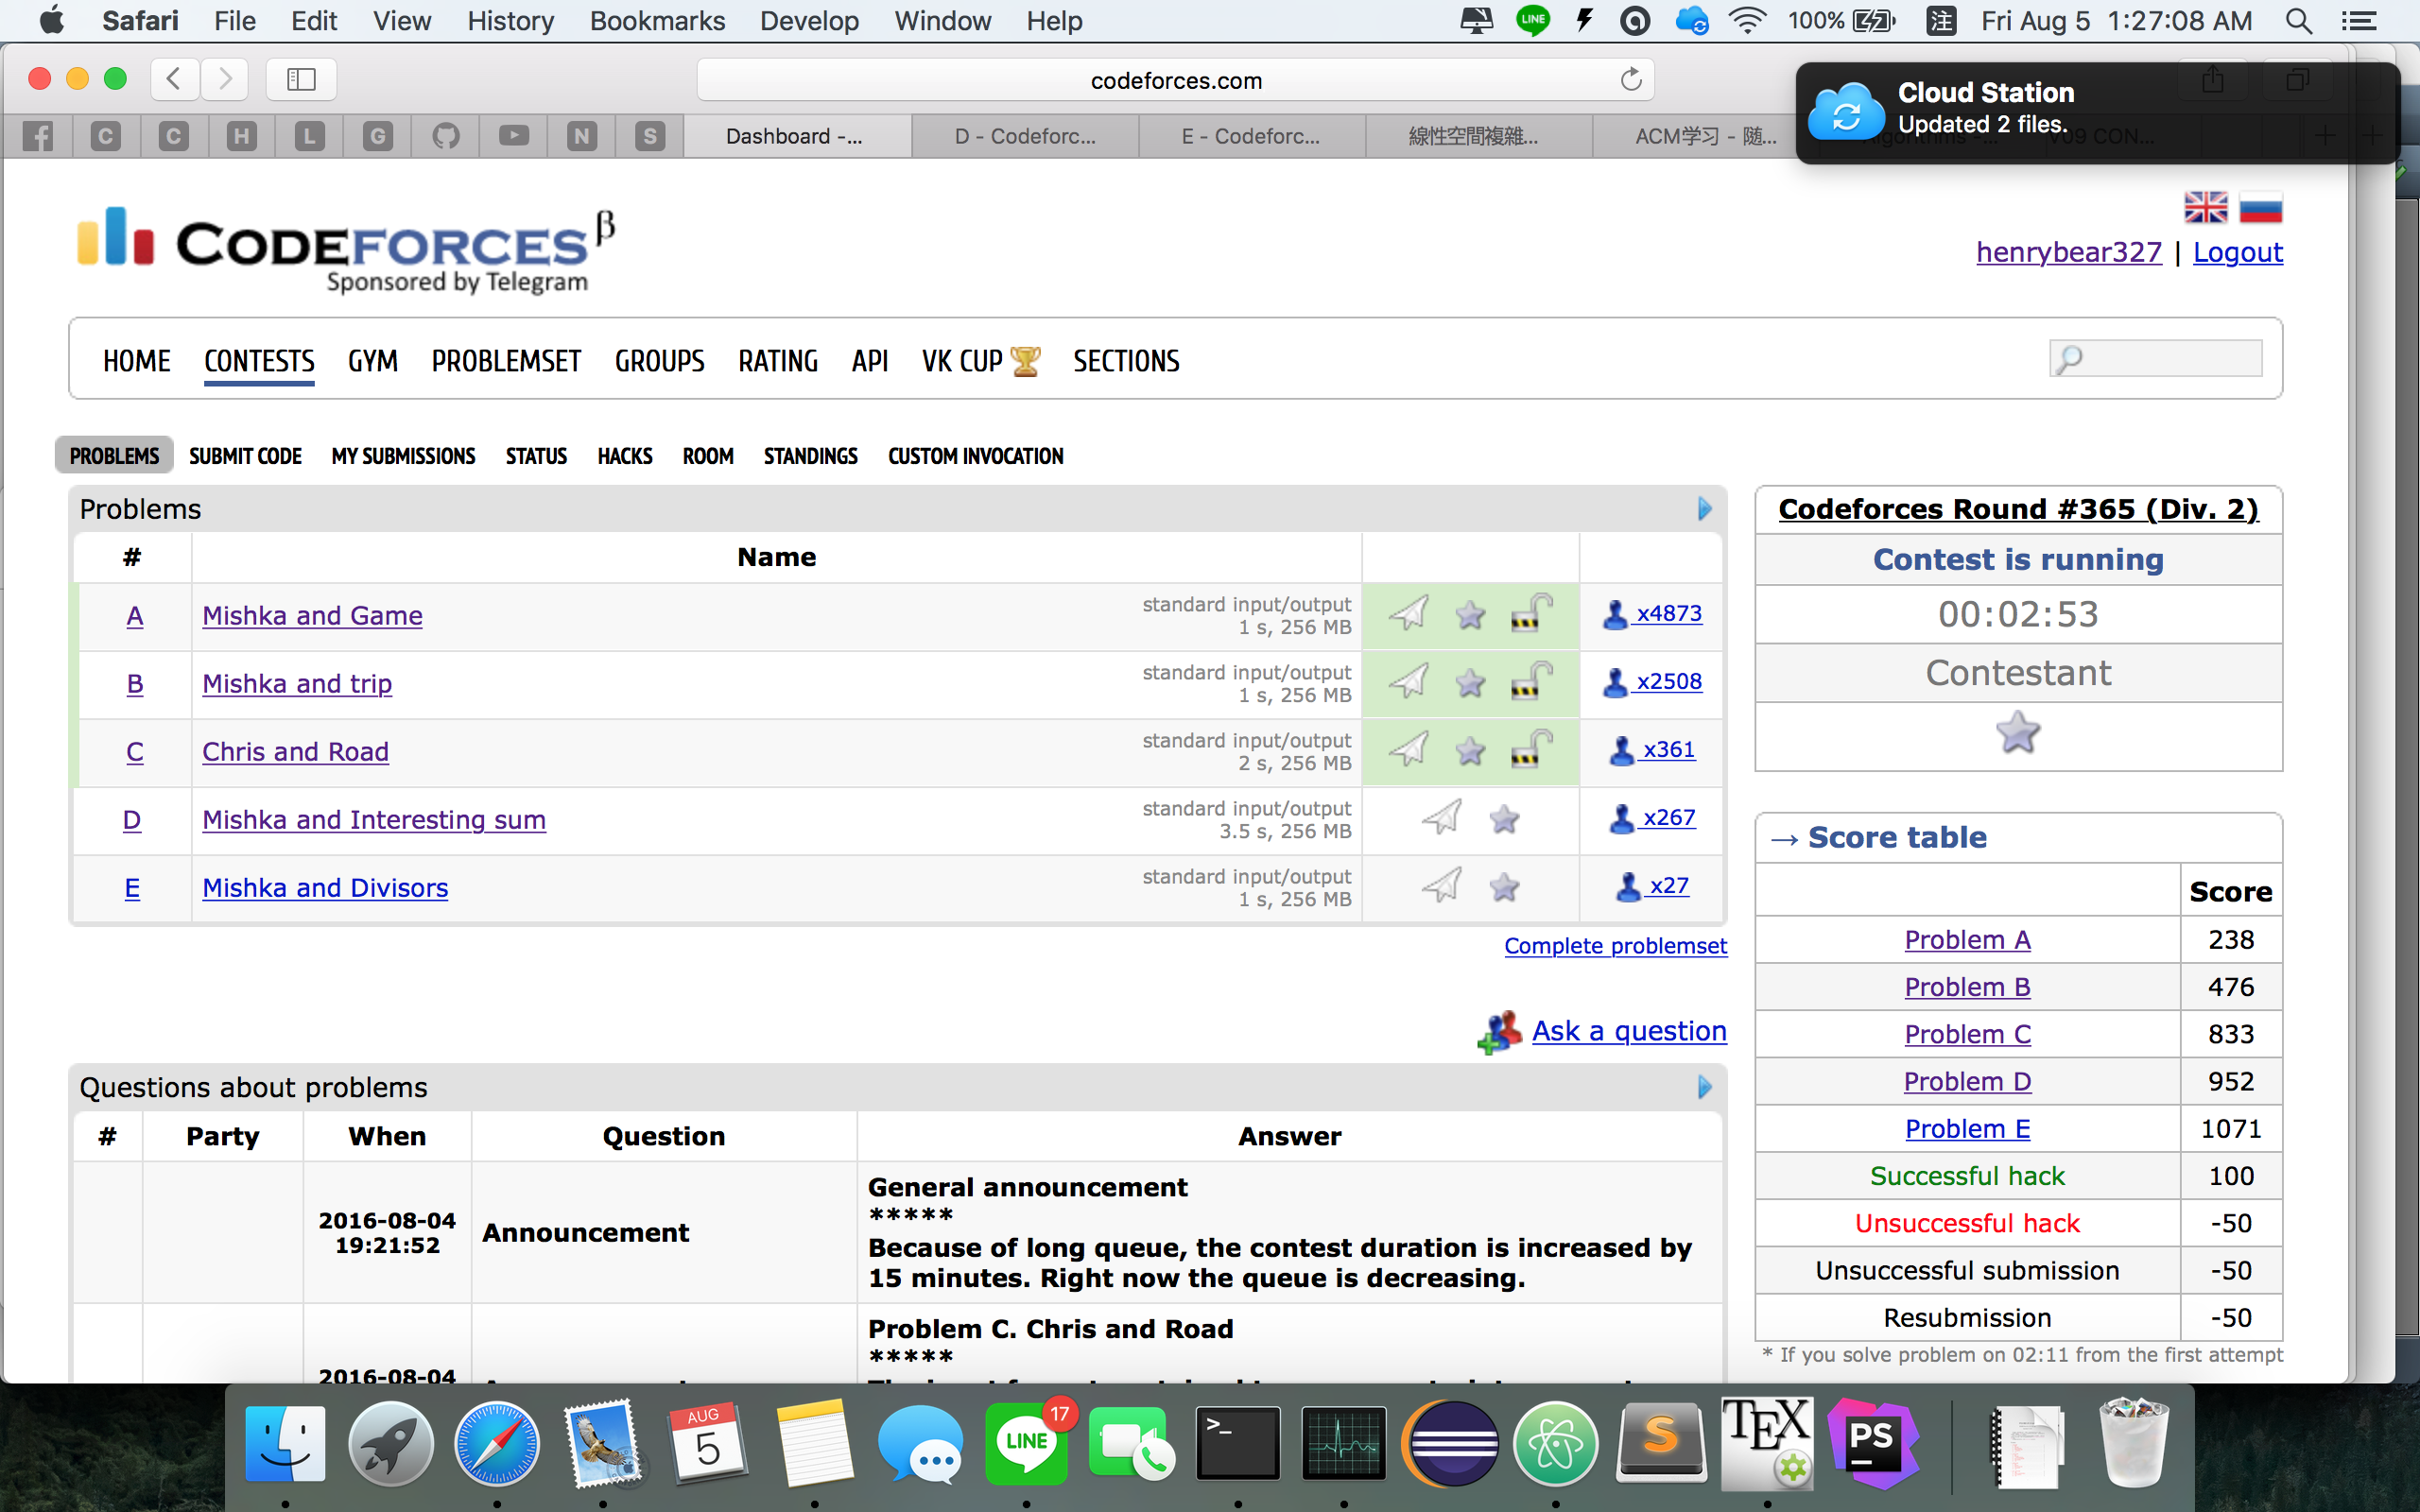 Safari File Edit View History Bookmarks Develop Window Help LINE 100% 注 Fri Aug 5 1:27:08 AM
codeforces.com
Cloud Station
Updated 2 files.
C C H L G N S Dashboard -... D - Codeforc... E - Codeforc... 線性空間複雜... ACM学习 - 随...
CODEFORCES β
Sponsored by Telegram
henrybear327 | Logout
HOME CONTESTS GYM PROBLEMSET GROUPS RATING API VK CUP SECTIONS
PROBLEMS SUBMIT CODE MY SUBMISSIONS STATUS HACKS ROOM STANDINGS CUSTOM INVOCATION
Problems
# Name
A Mishka and Game standard input/output
1 s, 256 MB x4873
B Mishka and trip standard input/output
1 s, 256 MB x2508
C Chris and Road standard input/output
2 s, 256 MB x361
D Mishka and Interesting sum standard input/output
3.5 s, 256 MB x267
E Mishka and Divisors standard input/output
1 s, 256 MB x27
Complete problemset
Ask a question
Questions about problems
# Party When Question Answer
2016-08-04
19:21:52
Announcement
General announcement
*****
Because of long queue, the contest duration is increased by
15 minutes. Right now the queue is decreasing.
2016-08-04
Problem C. Chris and Road
*****
Codeforces Round #365 (Div. 2)
Contest is running
00:02:53
Contestant
→ Score table
Score
Problem A 238
Problem B 476
Problem C 833
Problem D 952
Problem E 1071
Successful hack 100
Unsuccessful hack -50
Unsuccessful submission -50
Resubmission -50
* If you solve problem on 02:11 from the first attempt
AUG
5
LINE
17
>_
S
TEX
PS